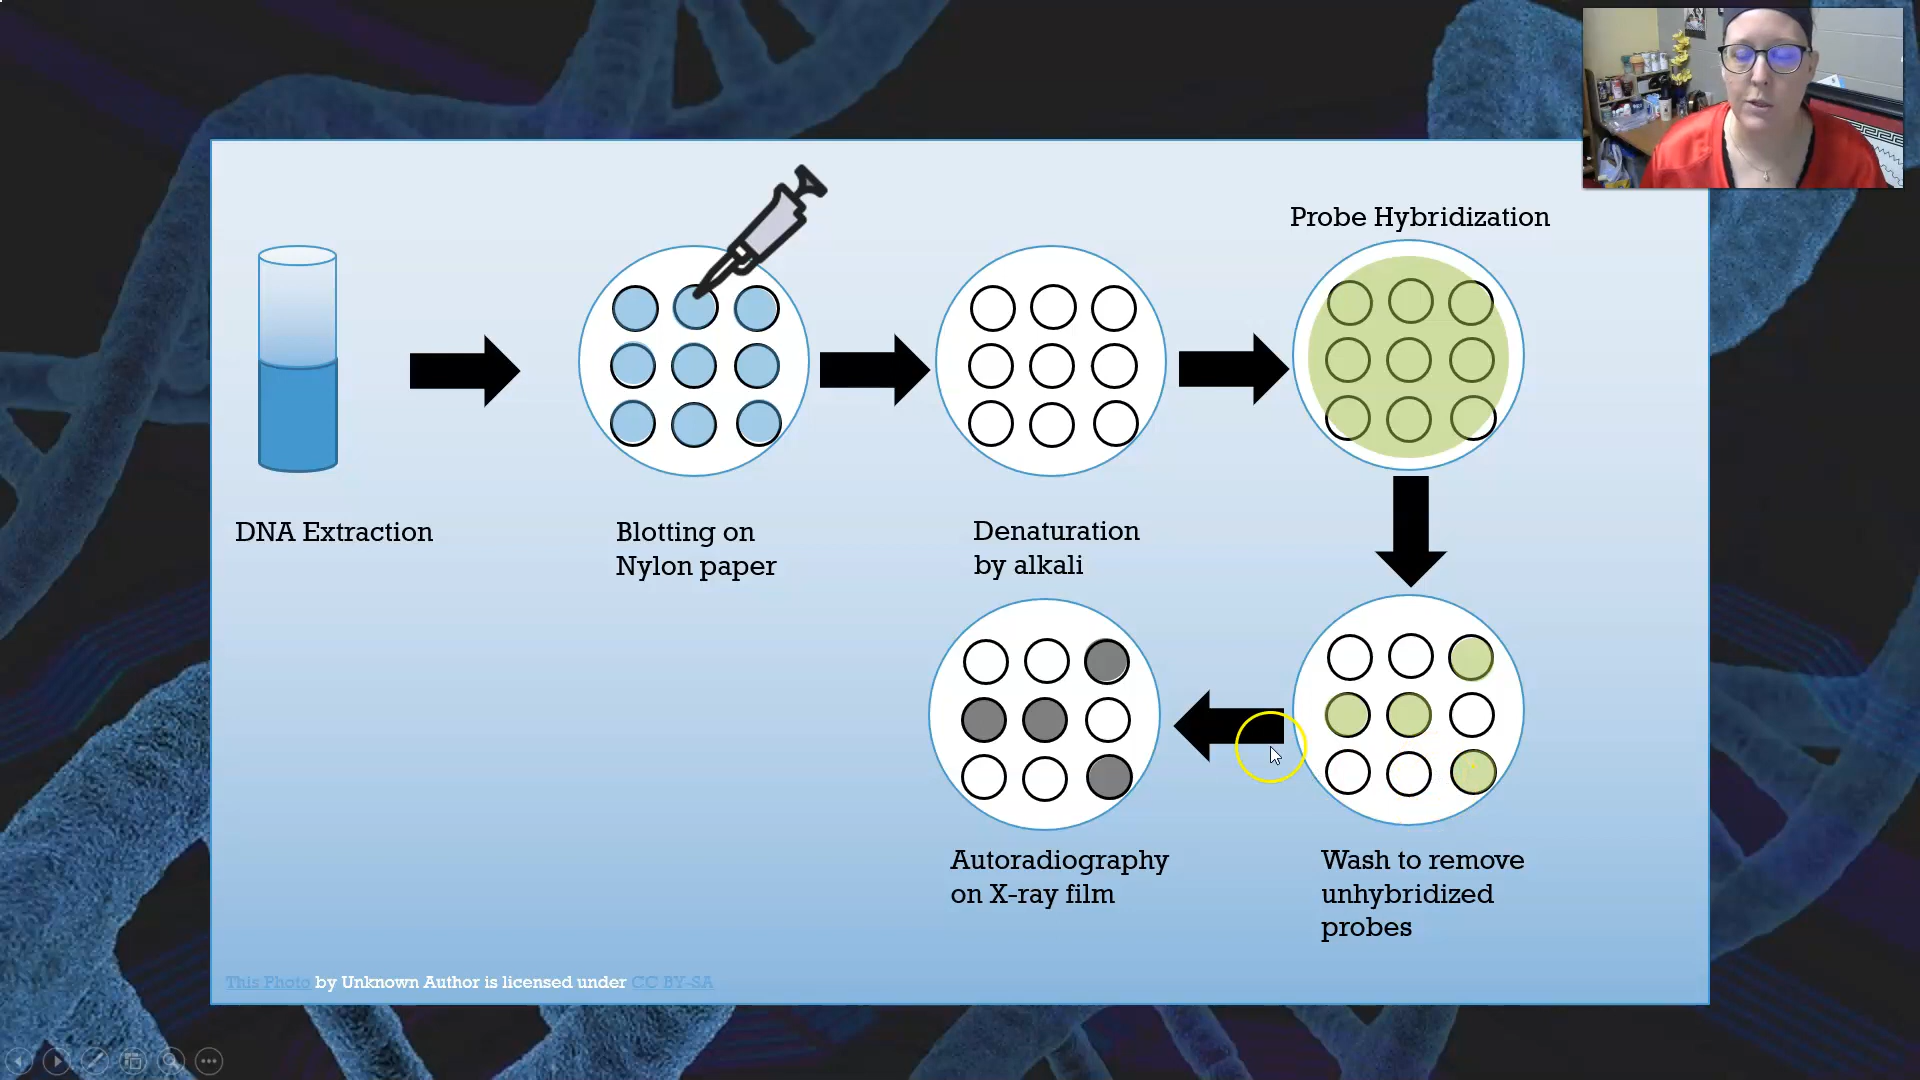 Probe Hybridization
DNA Extraction
Blotting on
Nylon paper
Denaturation
by alkali
Autoradiography
on X-ray film
Wash to remove
unhybridized
probes
This Photo by Unknown Author is licensed under CC BY-SA